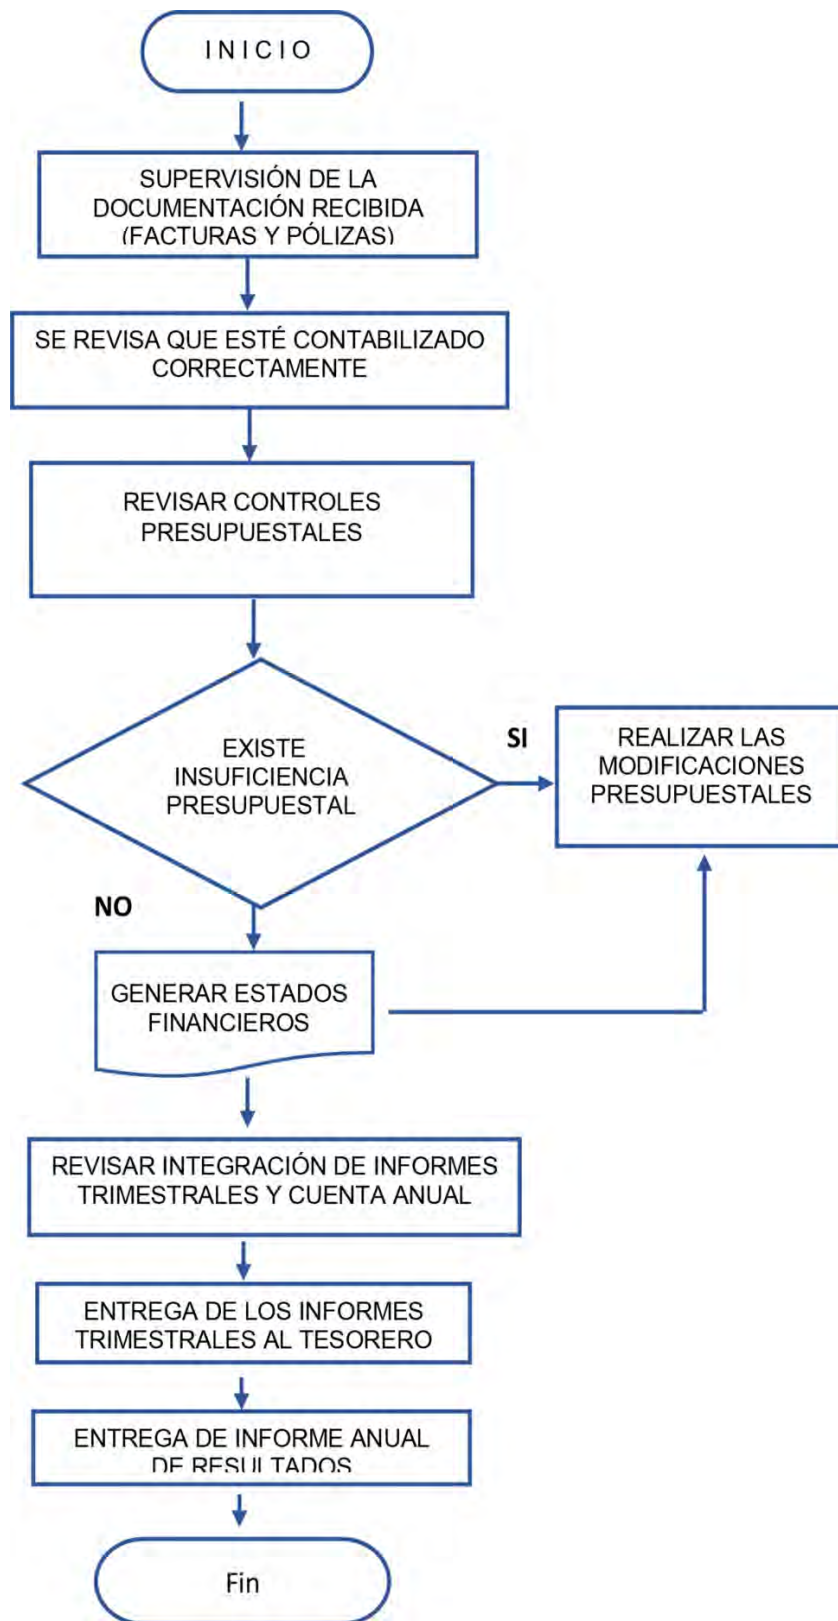 I N I C I O
SUPERVISIÓN DE LA
DOCUMENTACIÓN RECIBIDA
(FACTURAS Y PÓLIZAS)
SE REVISA QUE ESTÉ CONTABILIZADO
CORRECTAMENTE
REVISAR CONTROLES
PRESUPUESTALES
EXISTE
INSUFICIENCIA
PRESUPUESTAL
SI
REALIZAR LAS
MODIFICACIONES
PRESUPUESTALES
NO
GENERAR ESTADOS
FINANCIEROS
REVISAR INTEGRACIÓN DE INFORMES
TRIMESTRALES Y CUENTA ANUAL
ENTREGA DE LOS INFORMES
TRIMESTRALES AL TESORERO
ENTREGA DE INFORME ANUAL
DE RESULTADOS
Fin